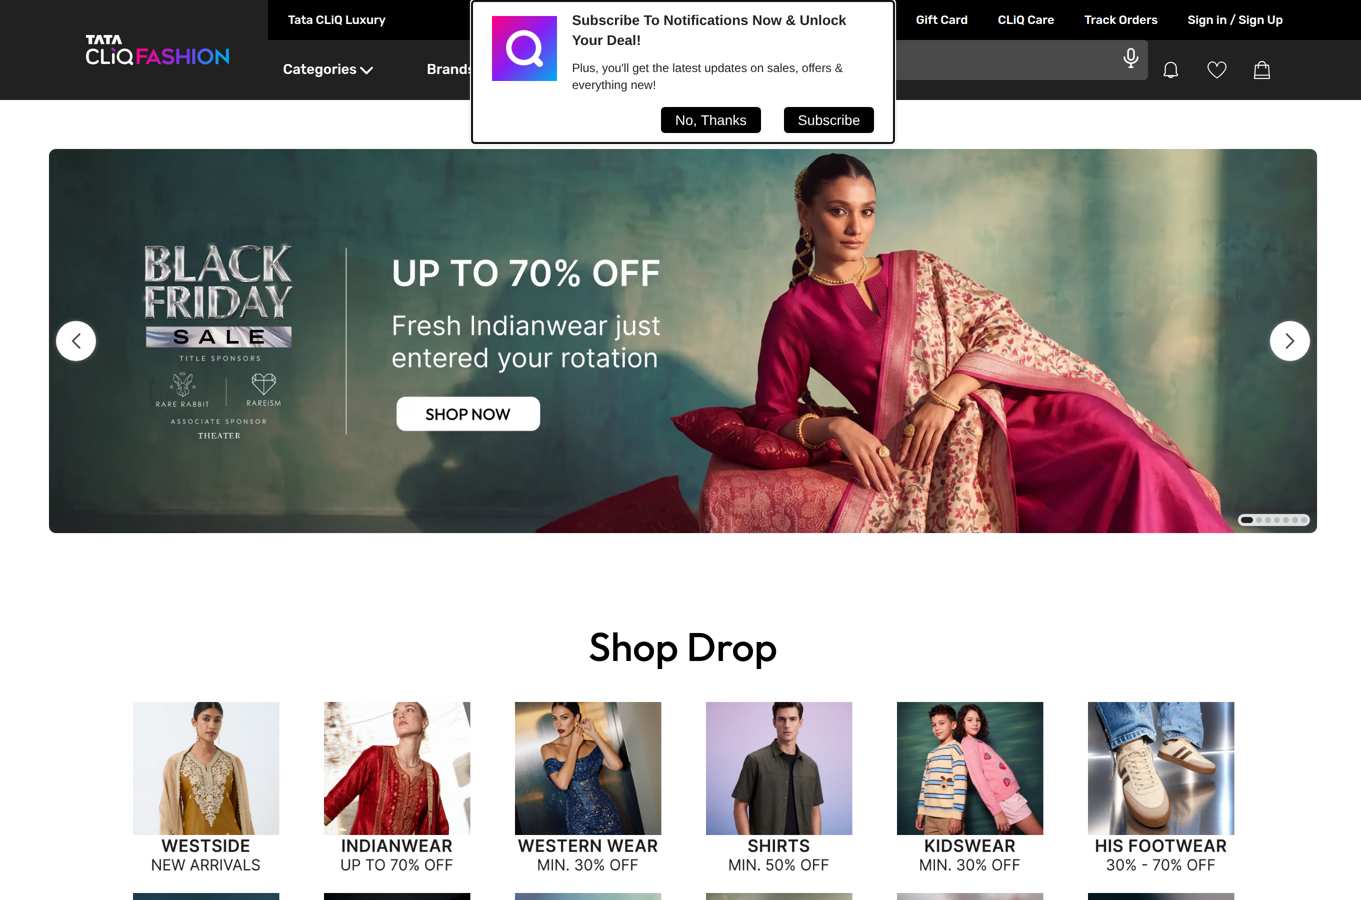 Tata CLiQ Luxury
Gift Card
CLiQ Care
Track Orders
Sign in / Sign Up
TATA
CLiQ FASHION
Categories
Brands
Subscribe To Notifications Now & Unlock
Your Deal!
Plus, you'll get the latest updates on sales, offers &
everything new!
No, Thanks
Subscribe
BLACK
FRIDAY
SALE
TITLE SPONSORS
RARE RABBIT
RAREISM
ASSOCIATE SPONSOR
THEATER
UP TO 70% OFF
Fresh Indianwear just
entered your rotation
SHOP NOW
Shop Drop
WESTSIDE
NEW ARRIVALS
INDIANWEAR
UP TO 70% OFF
WESTERN WEAR
MIN. 30% OFF
SHIRTS
MIN. 50% OFF
KIDSWEAR
MIN. 30% OFF
HIS FOOTWEAR
30% - 70% OFF